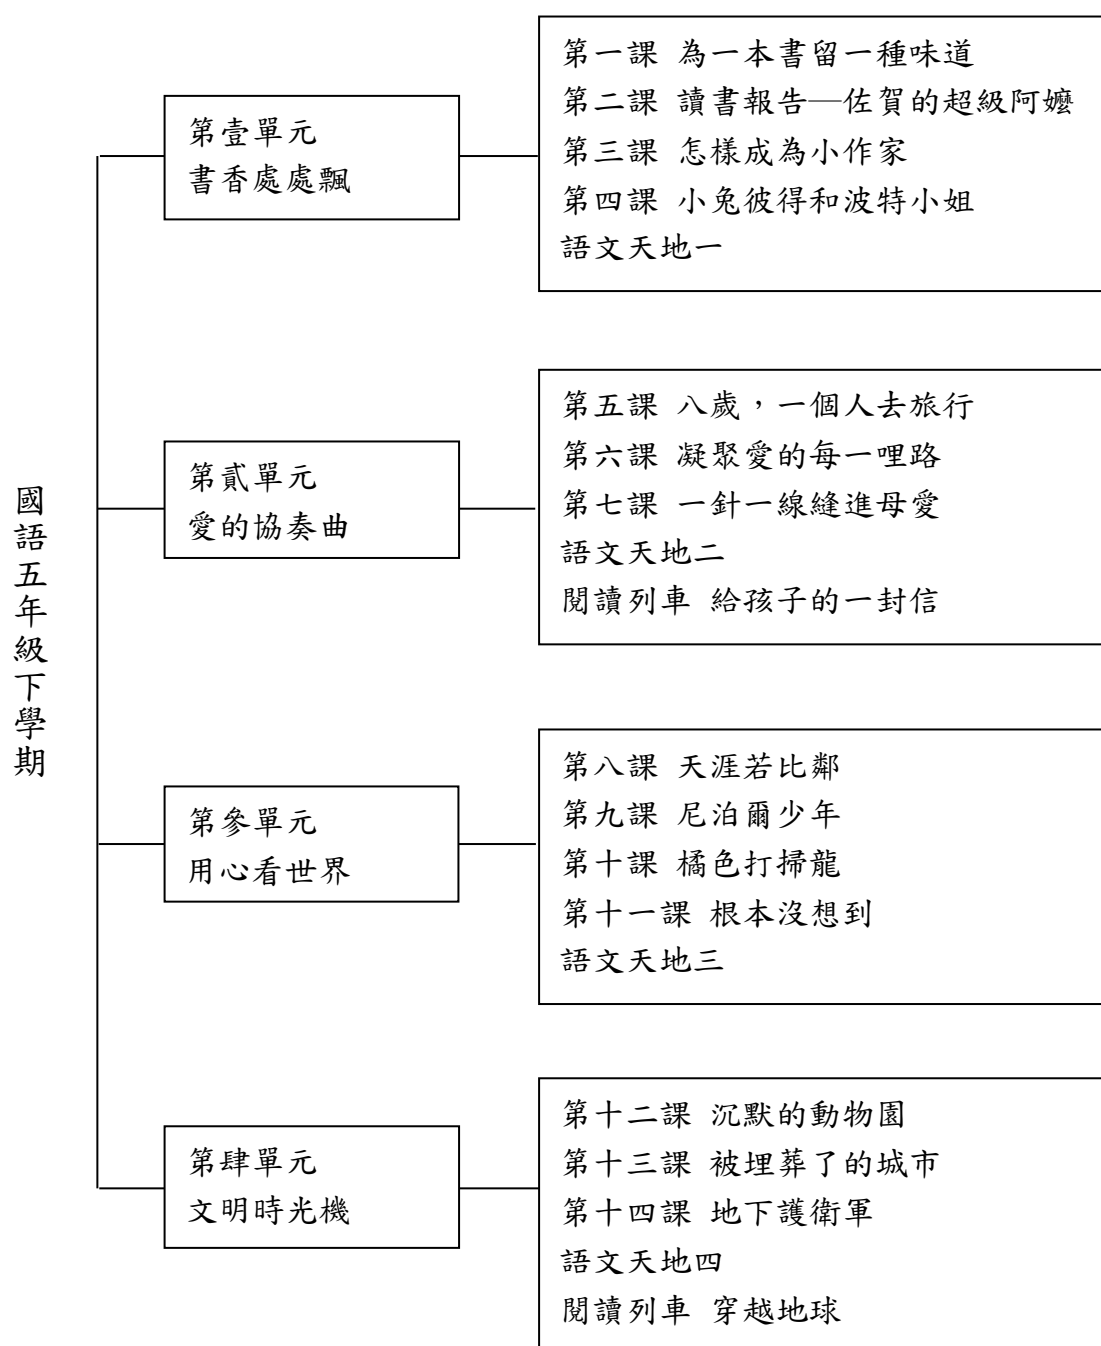 國語五年級下學期
第壹單元
書香處處飄
第一課 為一本書留一種味道
第二課 讀書報告─佐賀的超級阿嬤
第三課 怎樣成為小作家
第四課 小兔彼得和波特小姐
語文天地一
第貳單元
愛的協奏曲
第五課 八歲，一個人去旅行
第六課 凝聚愛的每一哩路
第七課 一針一線縫進母愛
語文天地二
閱讀列車 給孩子的一封信
第參單元
用心看世界
第八課 天涯若比鄰
第九課 尼泊爾少年
第十課 橘色打掃龍
第十一課 根本沒想到
語文天地三
第肆單元
文明時光機
第十二課 沉默的動物園
第十三課 被埋葬了的城市
第十四課 地下護衛軍
語文天地四
閱讀列車 穿越地球